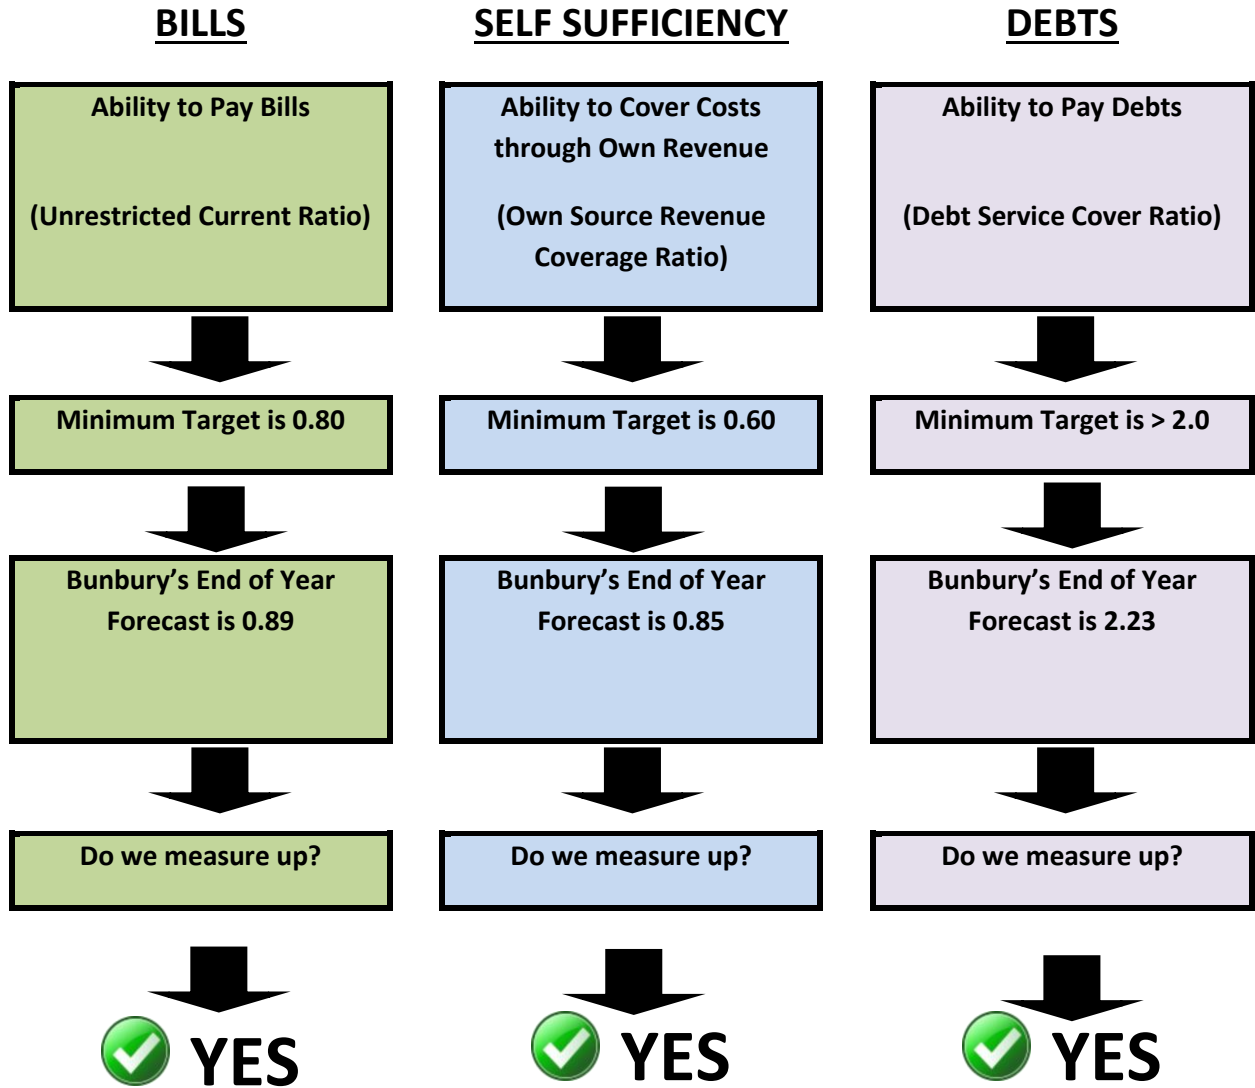 BILLS
Ability to Pay Bills
(Unrestricted Current Ratio)
Minimum Target is 0.80
Bunbury’s End of Year
Forecast is 0.89
Do we measure up?
YES
SELF SUFFICIENCY
Ability to Cover Costs
through Own Revenue
(Own Source Revenue
Coverage Ratio)
Minimum Target is 0.60
Bunbury’s End of Year
Forecast is 0.85
Do we measure up?
YES
DEBTS
Ability to Pay Debts
(Debt Service Cover Ratio)
Minimum Target is > 2.0
Bunbury’s End of Year
Forecast is 2.23
Do we measure up?
YES